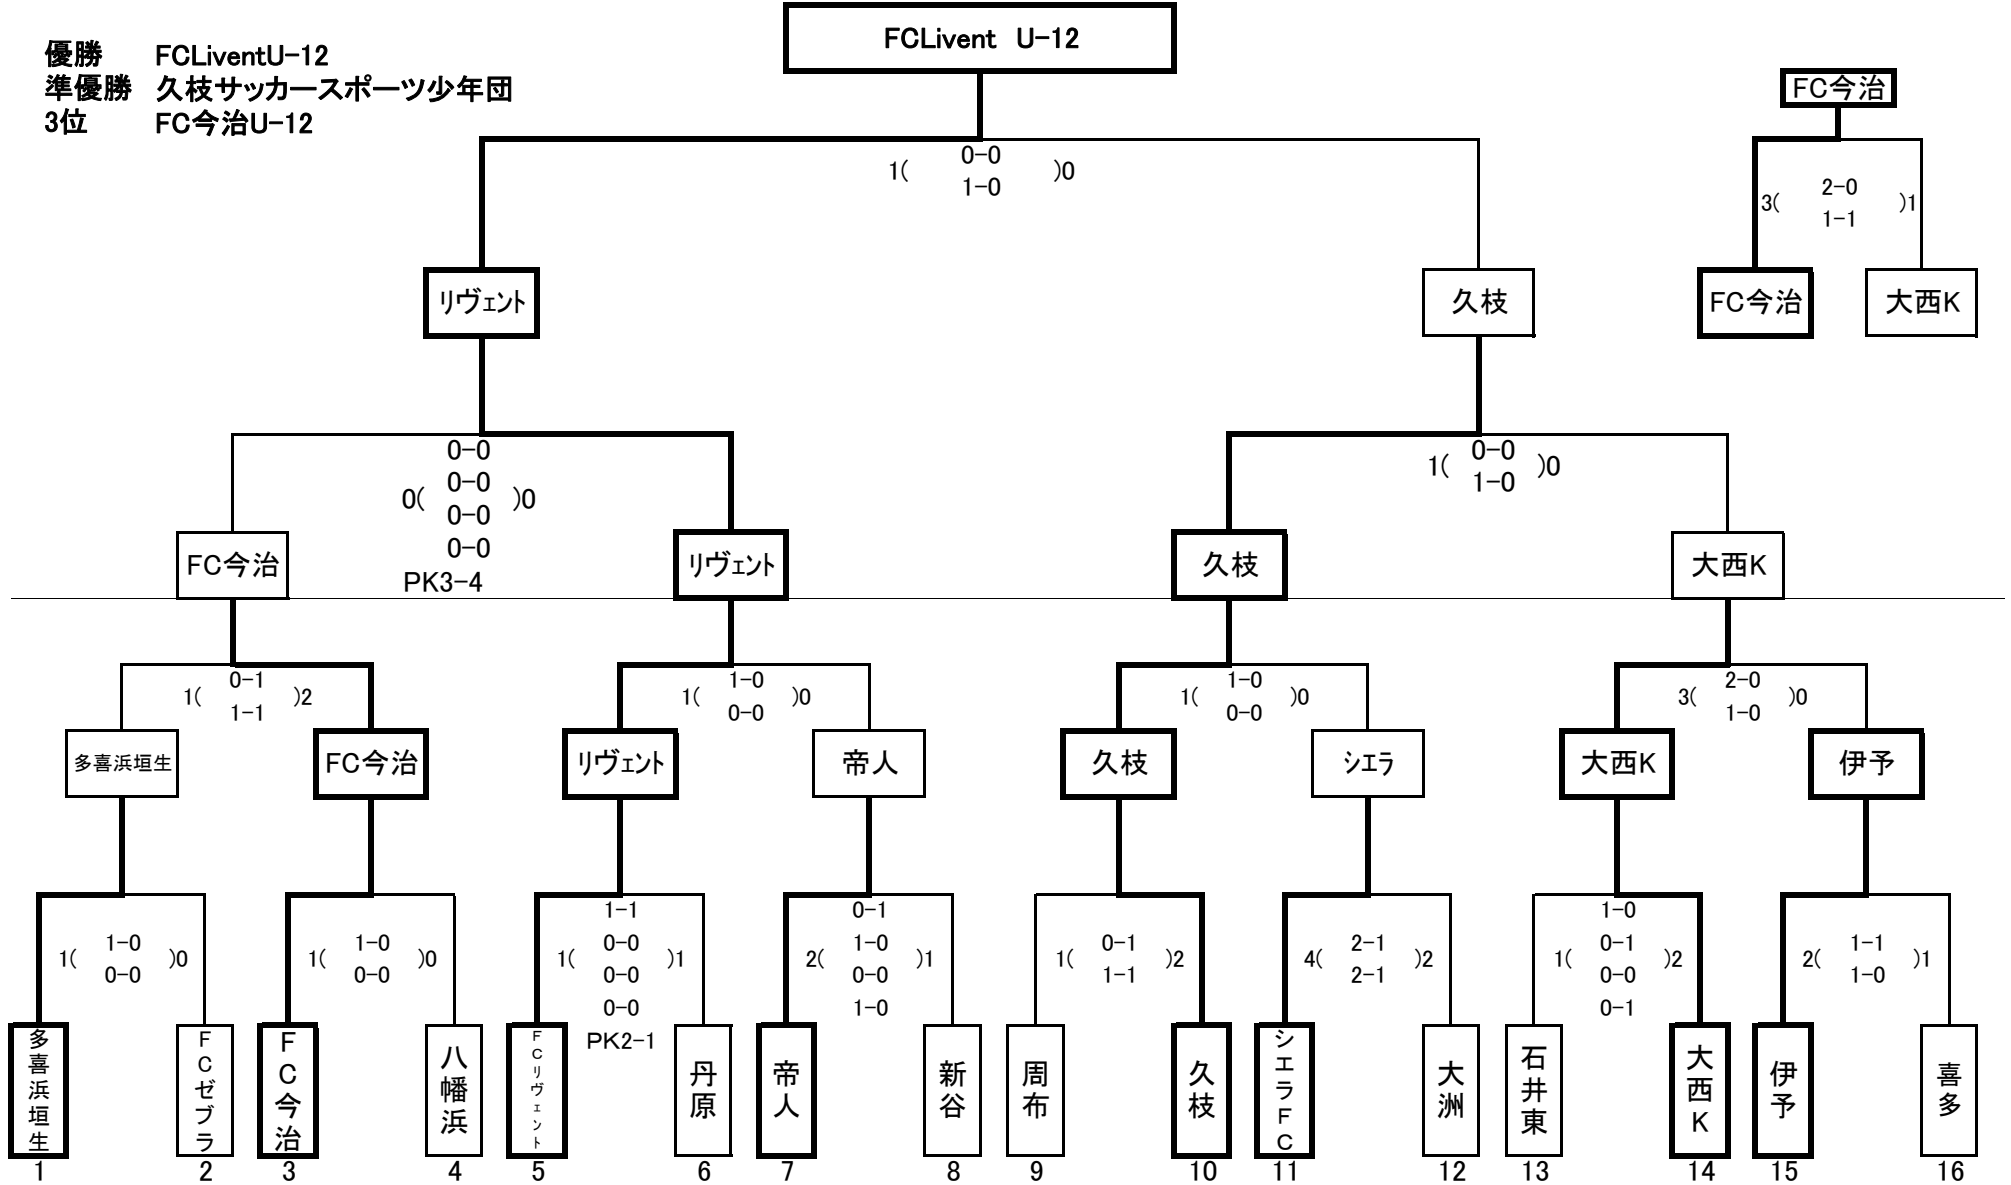 FCLivent U-12
優勝 FCLiventU-12
準優勝 久枝サッカースポーツ少年団
3位 FC今治U-12
FC今治
1( 0-0 )0
1-0
3( 2-0 )1
1-1
リヴェント
久枝
FC今治
大西K
0-0
0-0
0( )0
0-0
0-0
PK3-4
1( 0-0 )0
1-0
FC今治
リヴェント
久枝
大西K
1( 0-1 )2
1-1
1( 1-0 )0
0-0
1( 1-0 )0
0-0
3( 2-0 )0
1-0
多喜浜垣生
FC今治
リヴェント
帝人
久枝
シエラ
大西K
伊予
1( 1-0 )0
0-0
1( 1-0 )0
0-0
1-1
0-0
1( )1
0-0
0-0
PK2-1
0-1
1-0
2( )1
0-0
1-0
1( 0-1 )2
1-1
4( 2-1 )2
2-1
1-0
0-1
1( )2
0-0
0-1
2( 1-1 )1
1-0
多喜浜垣生
FCゼブラ
FC今治
八幡浜
FCリヴェント
丹原
帝人
新谷
周布
久枝
シエラFC
大洲
石井東
大西K
伊予
喜多
1 2 3 4 5 6 7 8 9 10 11 12 13 14 15 16